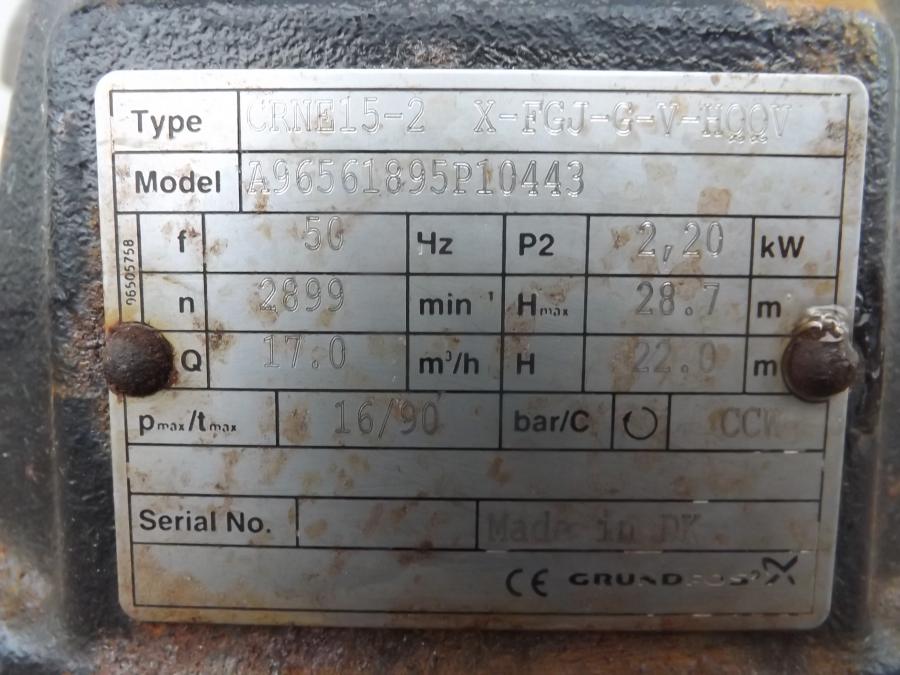 Type CRNE15-2 X-FGJ-G-V-HQQV
Model A96561895P10443
96505758
f 50 Hz P2 2,20 kW
n 2899 min⁻¹ Hmax 28.7 m
Q 17.0 m³/h H 22.0 m
pmax/tmax 16/90 bar/C CCW
Serial No. Made in DK
CE GRUNDFOS